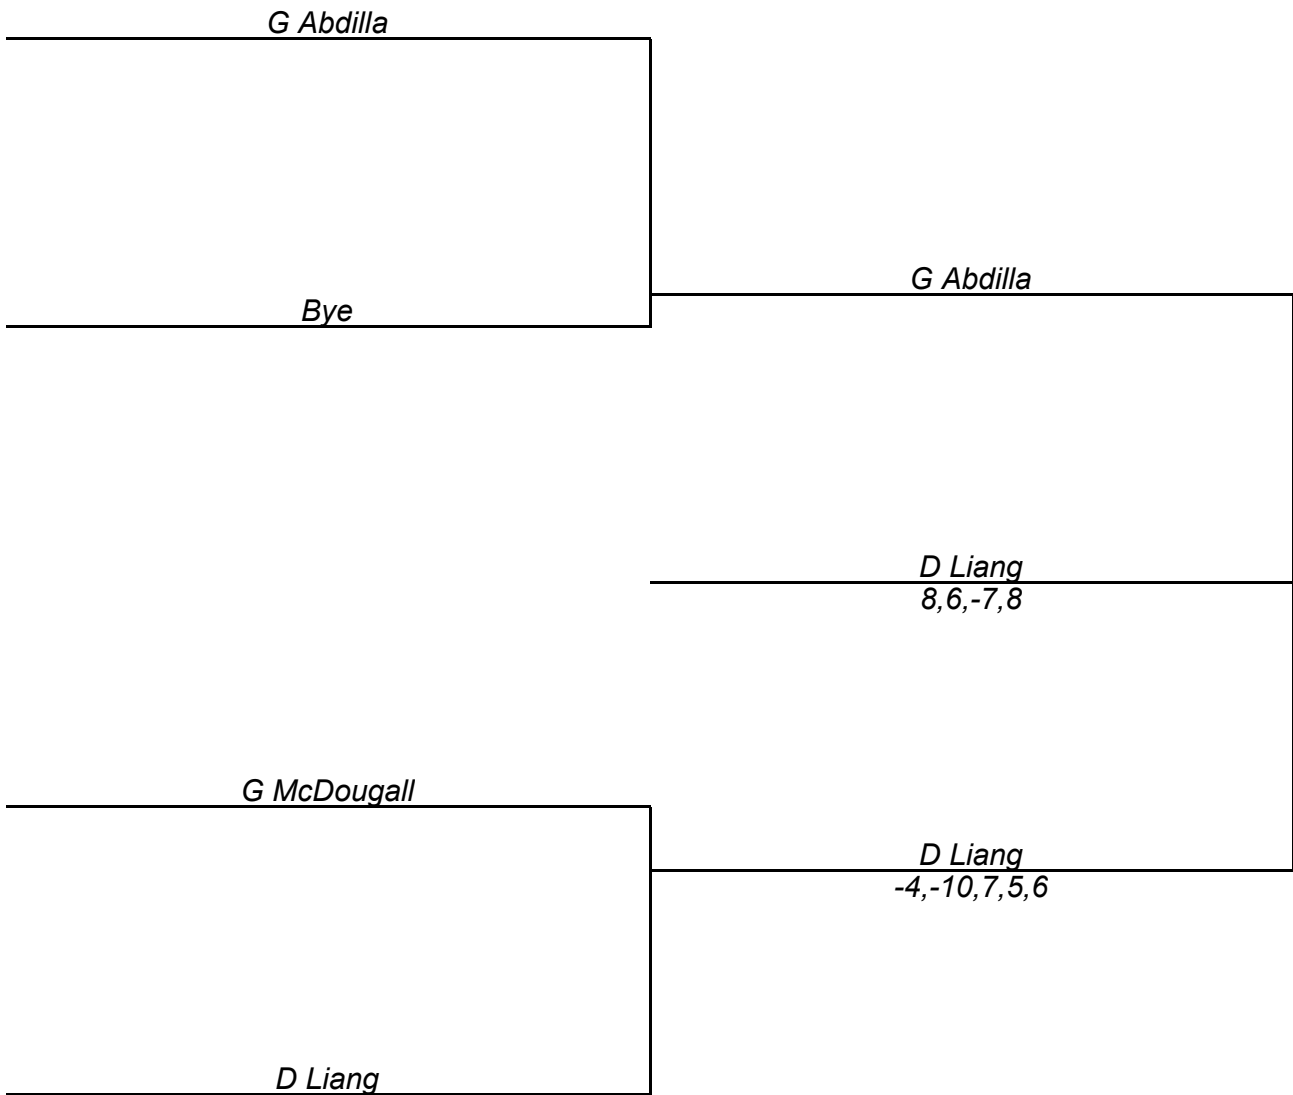 G Abdilla
Bye
G Abdilla
D Liang
8,6,-7,8
G McDougall
D Liang
-4,-10,7,5,6
D Liang